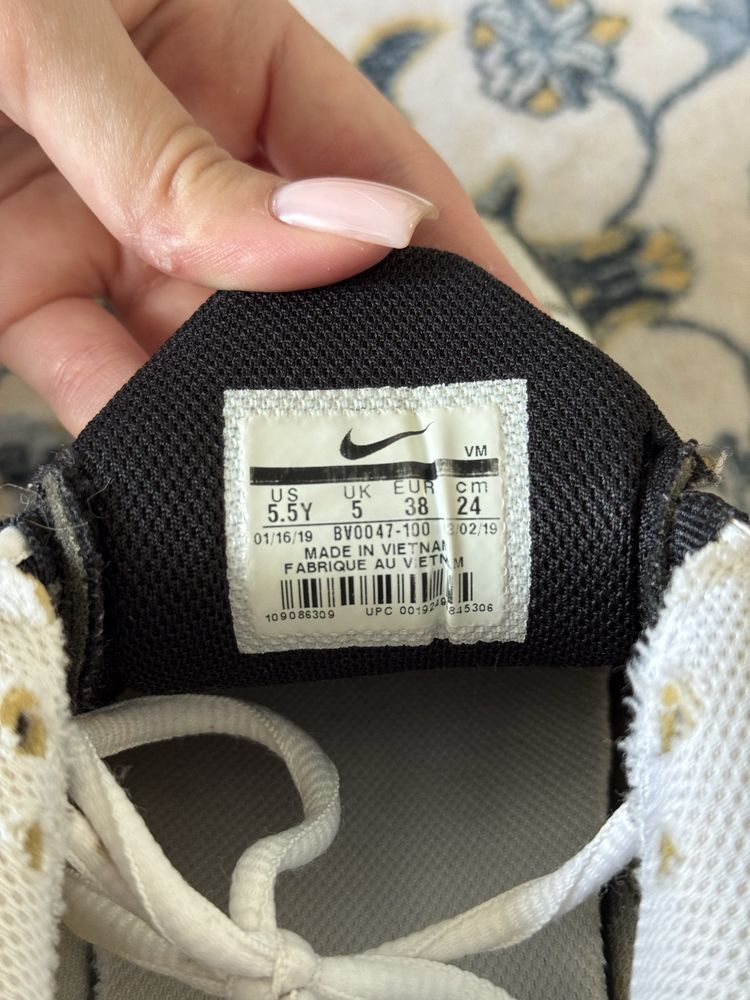 VM
US UK EUR cm
5.5Y 5 38 24
01/16/19 BV0047-100 3/02/19
MADE IN VIETNAM
FABRIQUE AU VIETNAM
109086309 UPC